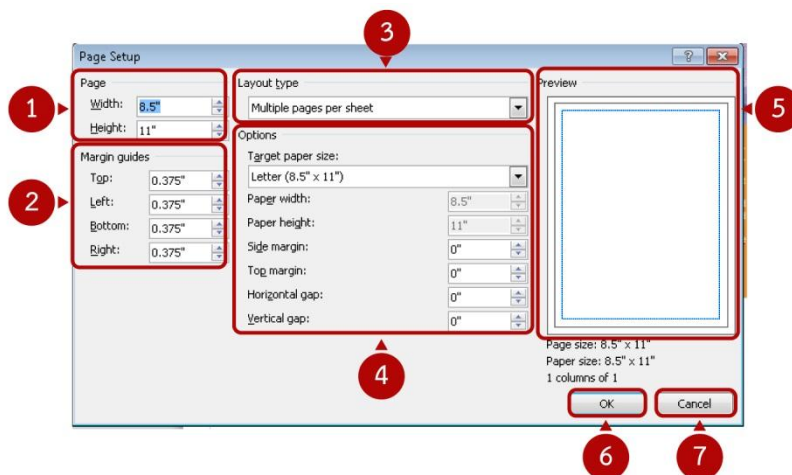 3
Page Setup
?
Page
Width: 8.5"
Height: 11"
1
Margin guides
Top: 0.375"
Left: 0.375"
Bottom: 0.375"
Right: 0.375"
2
Layout type
Multiple pages per sheet
Options
Target paper size:
Letter (8.5" x 11")
Paper width: 8.5"
Paper height: 11"
Side margin: 0"
Top margin: 0"
Horizontal gap: 0"
Vertical gap: 0"
4
Preview
5
Page size: 8.5" x 11"
Paper size: 8.5" x 11"
1 columns of 1
OK
Cancel
6
7